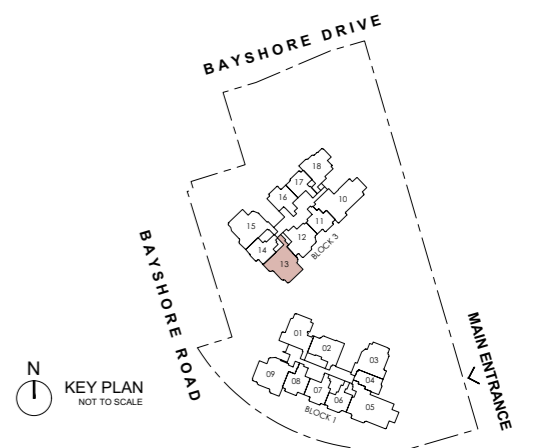 BAYSHORE DRIVE
18
17
16
10
15
11
12
14
13
BLOCK 3
BAYSHORE ROAD
01
02
03
09
08
07
04
06
05
BLOCK 1
MAIN ENTRANCE
N
KEY PLAN
NOT TO SCALE